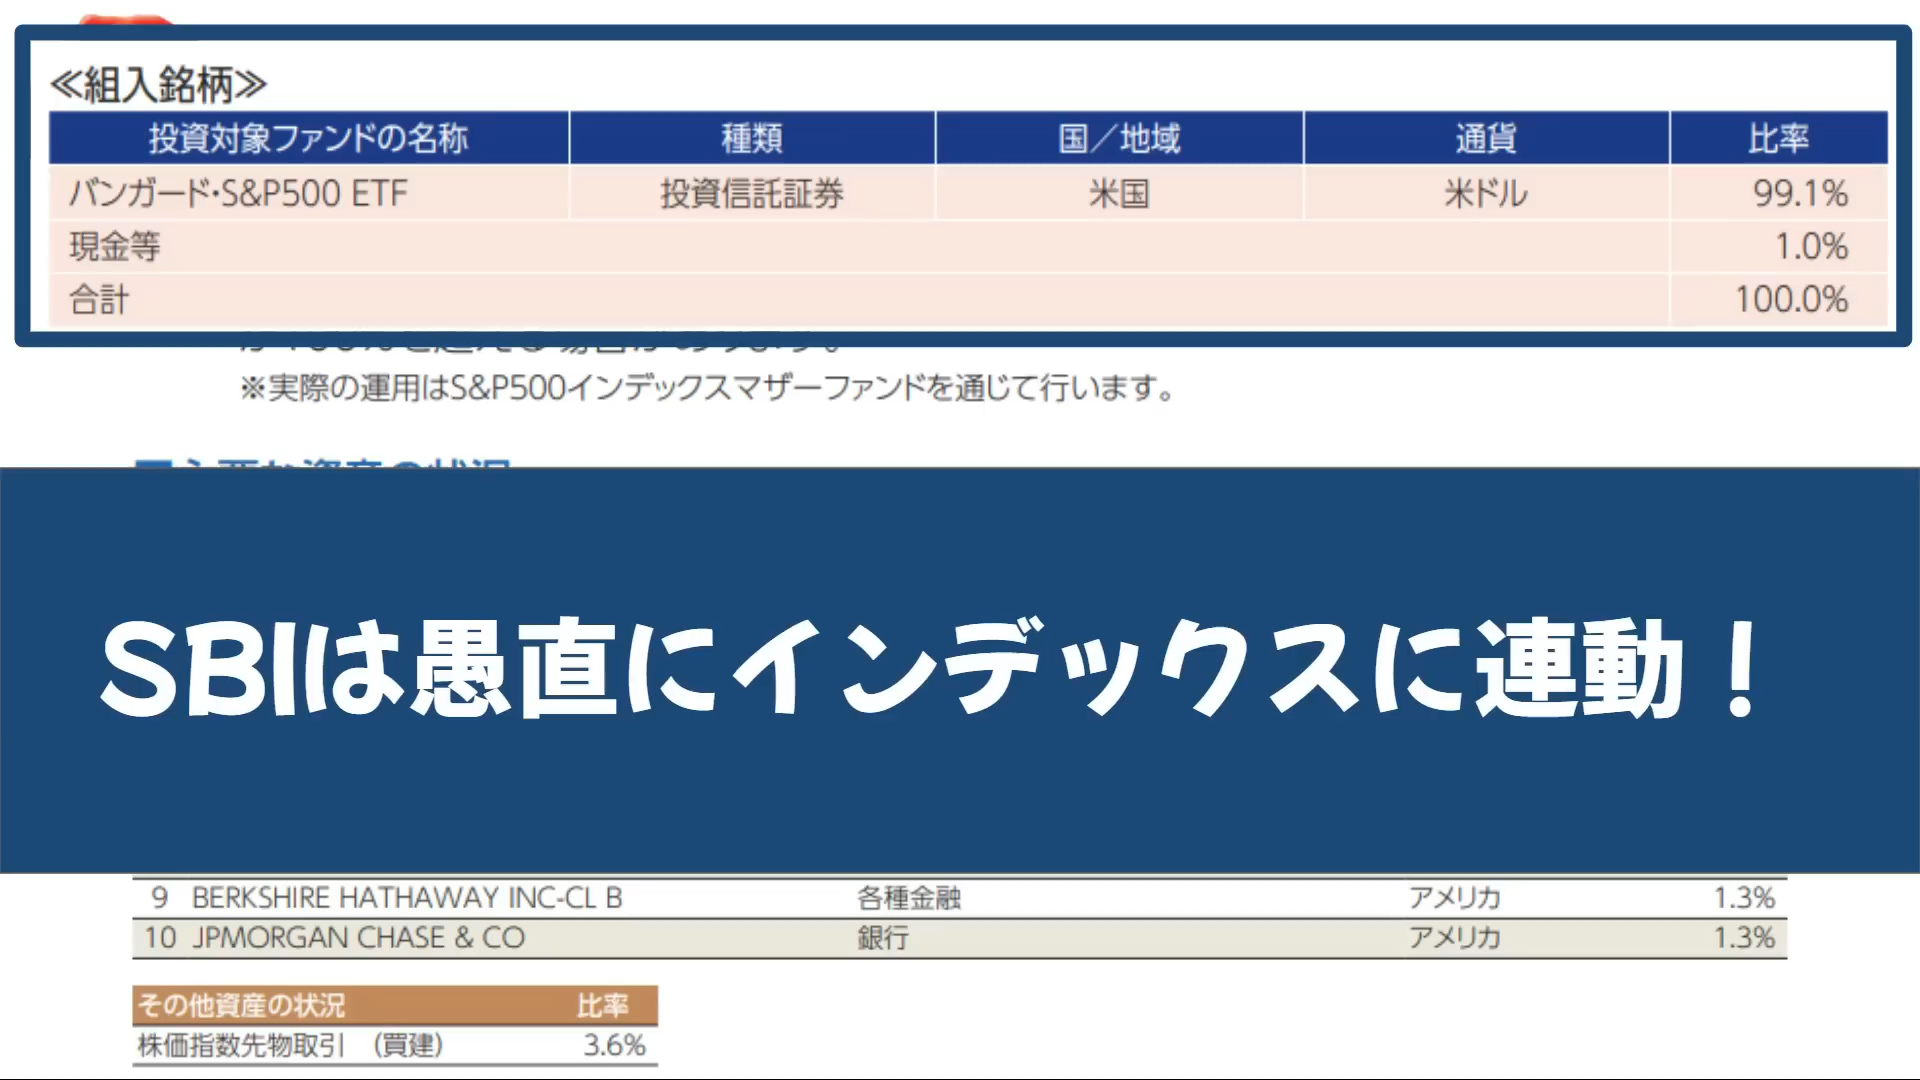 ≪組入銘柄≫
投資対象ファンドの名称 種類 国／地域 通貨 比率
バンガード・S&P500 ETF 投資信託証券 米国 米ドル 99.1%
現金等 1.0%
合計 100.0%
※実際の運用はS&P500インデックスマザーファンドを通じて行います。
SBIは愚直にインデックスに連動！
9 BERKSHIRE HATHAWAY INC-CL B 各種金融 アメリカ 1.3%
10 JPMORGAN CHASE & CO 銀行 アメリカ 1.3%
その他資産の状況 比率
株価指数先物取引 （買建） 3.6%